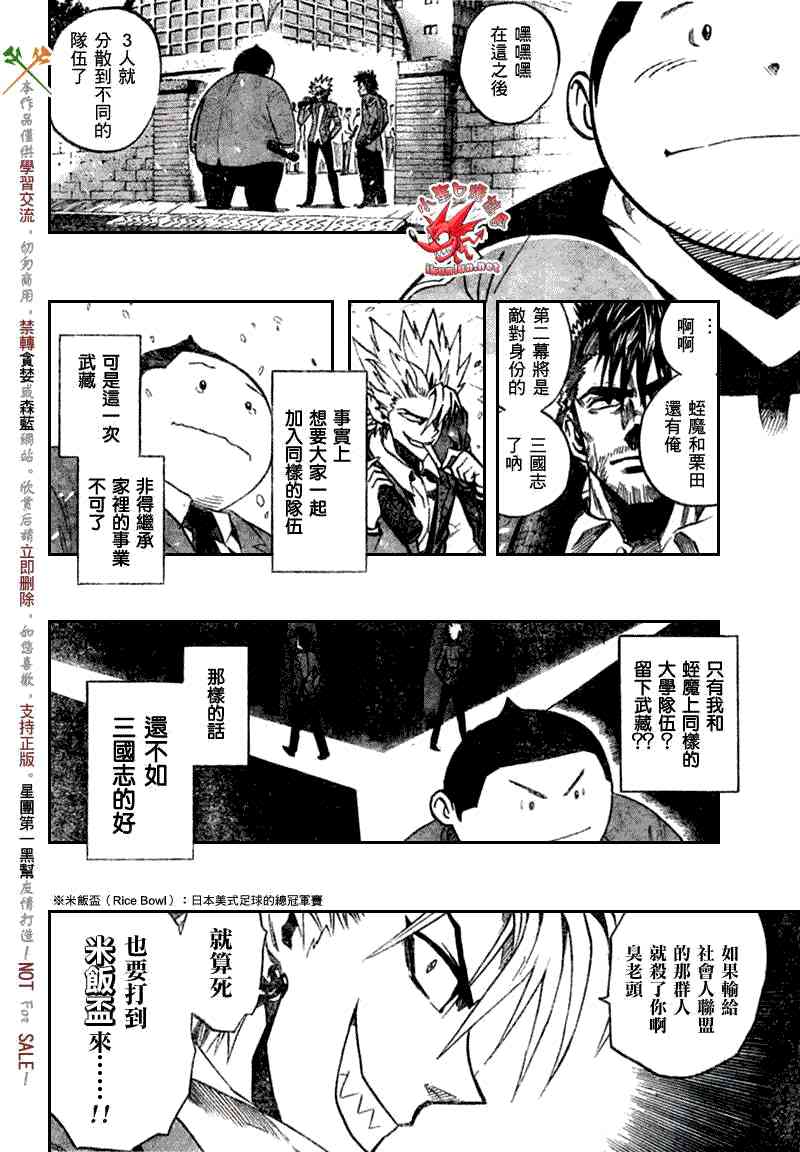 嘿嘿嘿
在這之後
3人就
分散到不同的
隊伍了
小春日將計會
ikunlun.net
…
啊啊
蛭魔和栗田
還有俺
第二幕將是
敵對身份的
三國志
了吶
事實上
想要大家一起
加入同樣的隊伍
可是這一次
武藏
非得繼承
家裡的事業
不可了
只有我和
蛭魔上同樣的
大學隊伍?
留下武藏??
那樣的話
還不如
三國志的好
※米飯盃（Rice Bowl）：日本美式足球的總冠軍賽
如果輸給
社會人聯盟
的那群人
就殺了你啊
臭老頭
就算死
也要打到
米飯盃
來………!!
本作品僅供學習交流，勿为商用，禁轉貪婪或森藍網站。欣賞后請立即删除，如您喜歡，支持正版。星團第一黑幫友情打造—NOT For SALE—